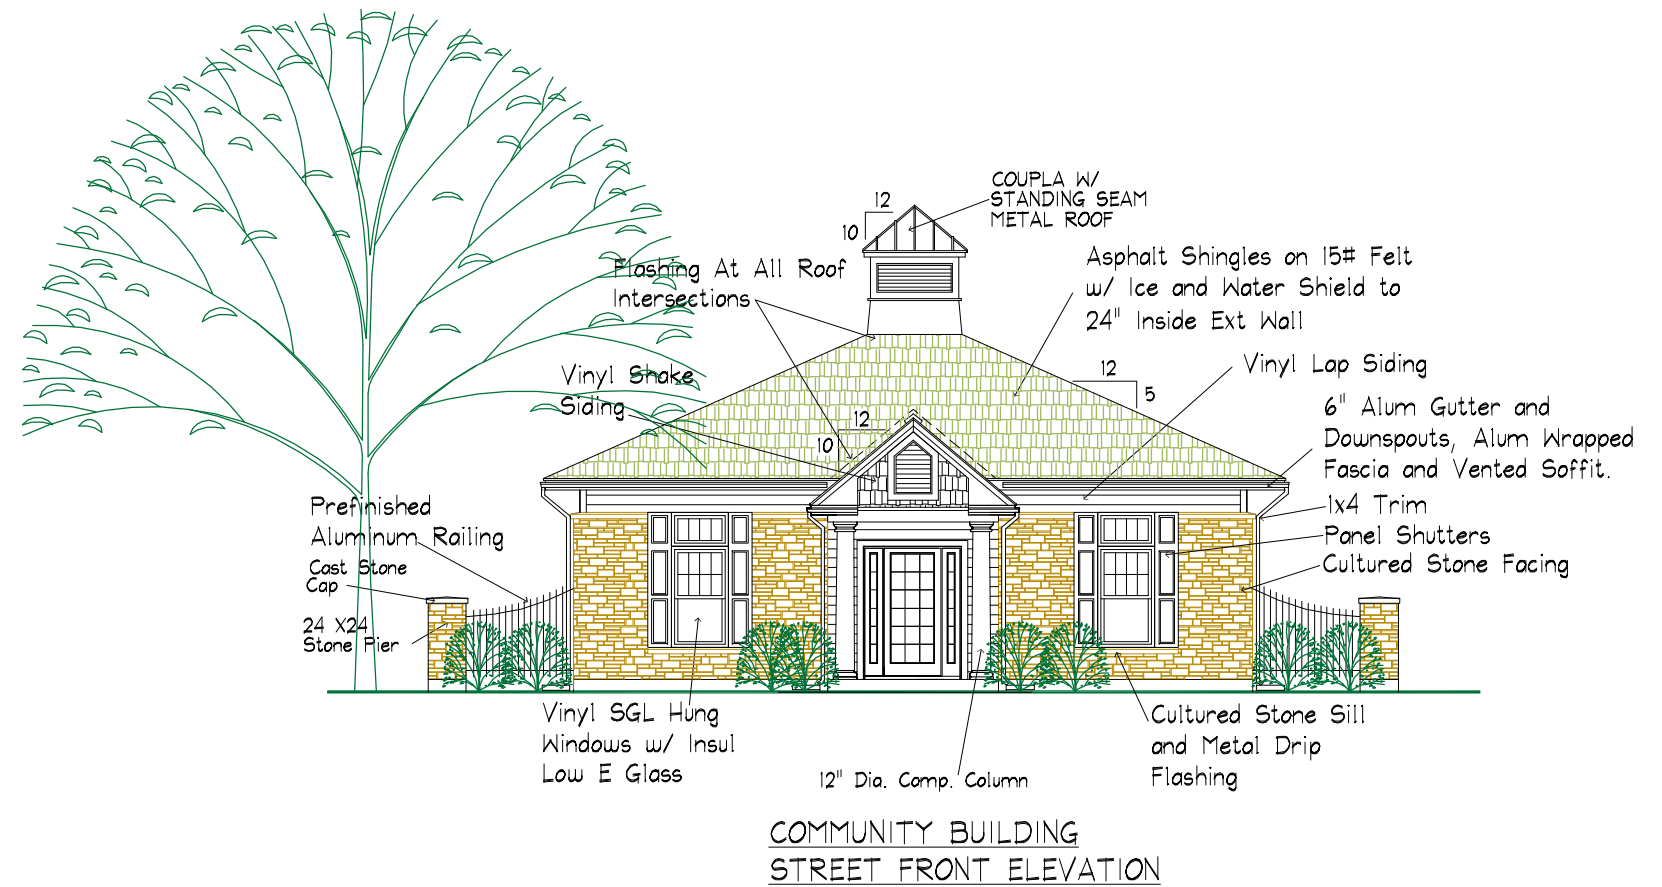 COUPLA W/
STANDING SEAM
METAL ROOF
12
10
Flashing At All Roof
Intersections
Asphalt Shingles on 15# Felt
w/ Ice and Water Shield to
24" Inside Ext Wall
12
5
Vinyl Lap Siding
Vinyl Shake
Siding
12
10
6" Alum Gutter and
Downspouts, Alum Wrapped
Fascia and Vented Soffit.
Prefinished
Aluminum Railing
1x4 Trim
Panel Shutters
Cultured Stone Facing
Cast Stone
Cap
24 X24
Stone Pier
Vinyl SGL Hung
Windows w/ Insul
Low E Glass
12" Dia. Comp. Column
Cultured Stone Sill
and Metal Drip
Flashing
COMMUNITY BUILDING
STREET FRONT ELEVATION